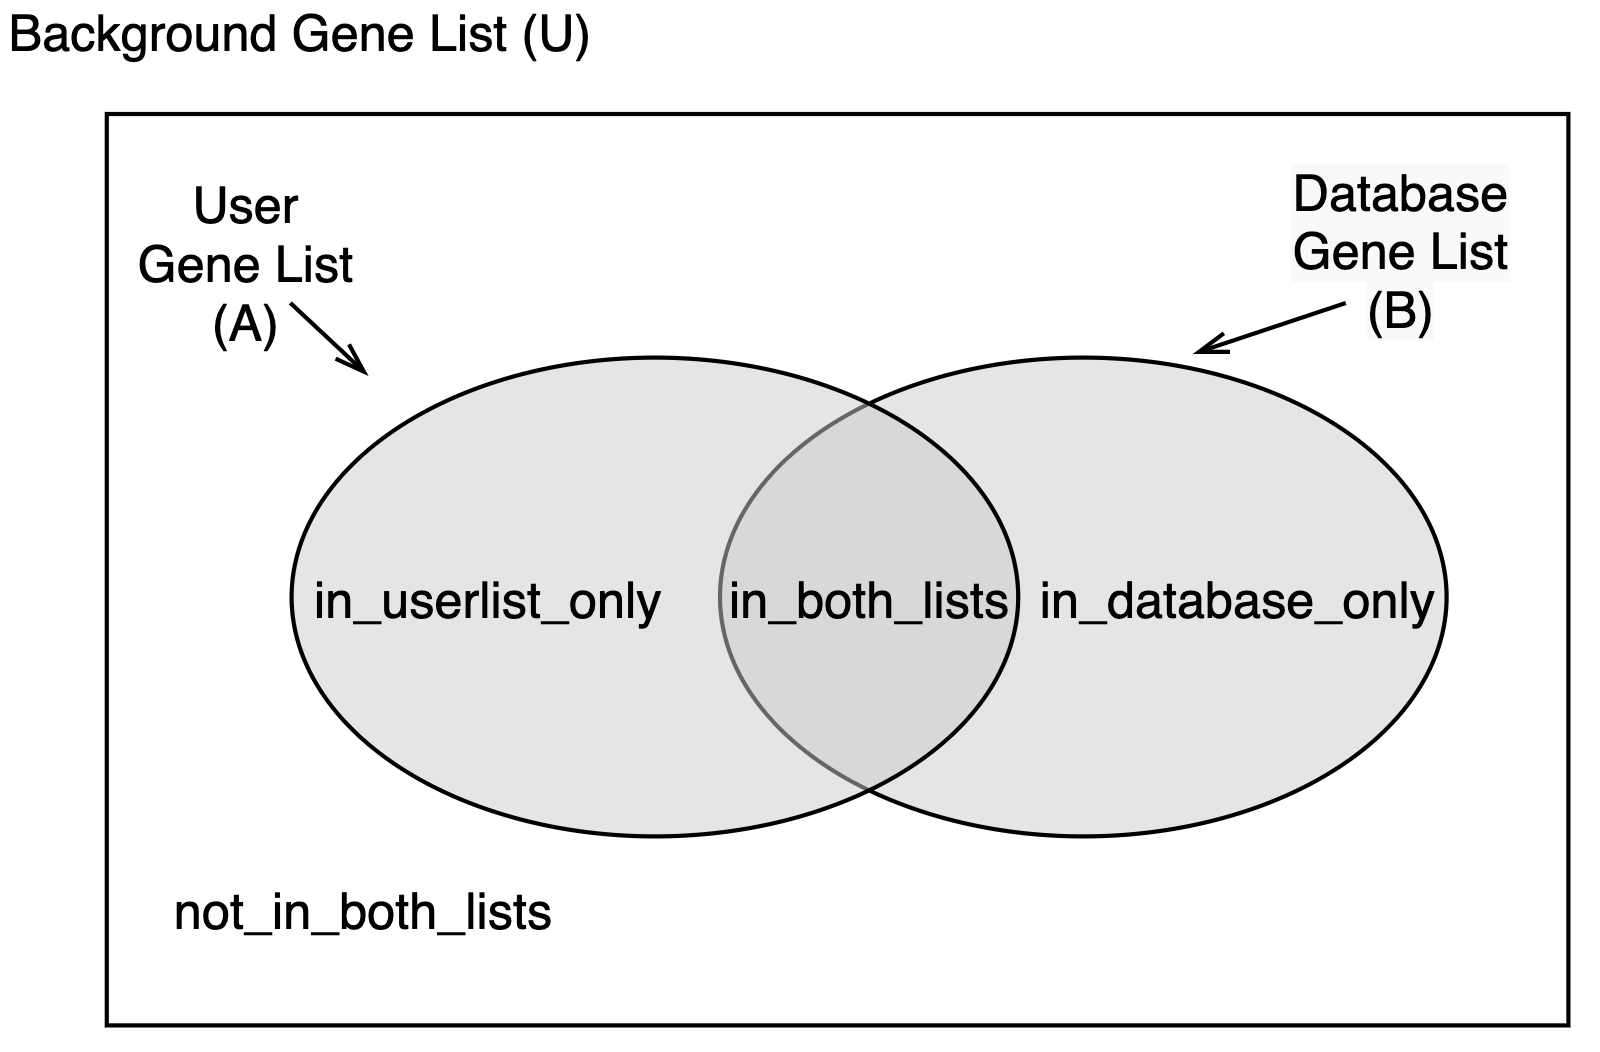 Background Gene List (U)
User
Gene List
(A)
Database
Gene List
(B)
in_userlist_only
in_both_lists
in_database_only
not_in_both_lists